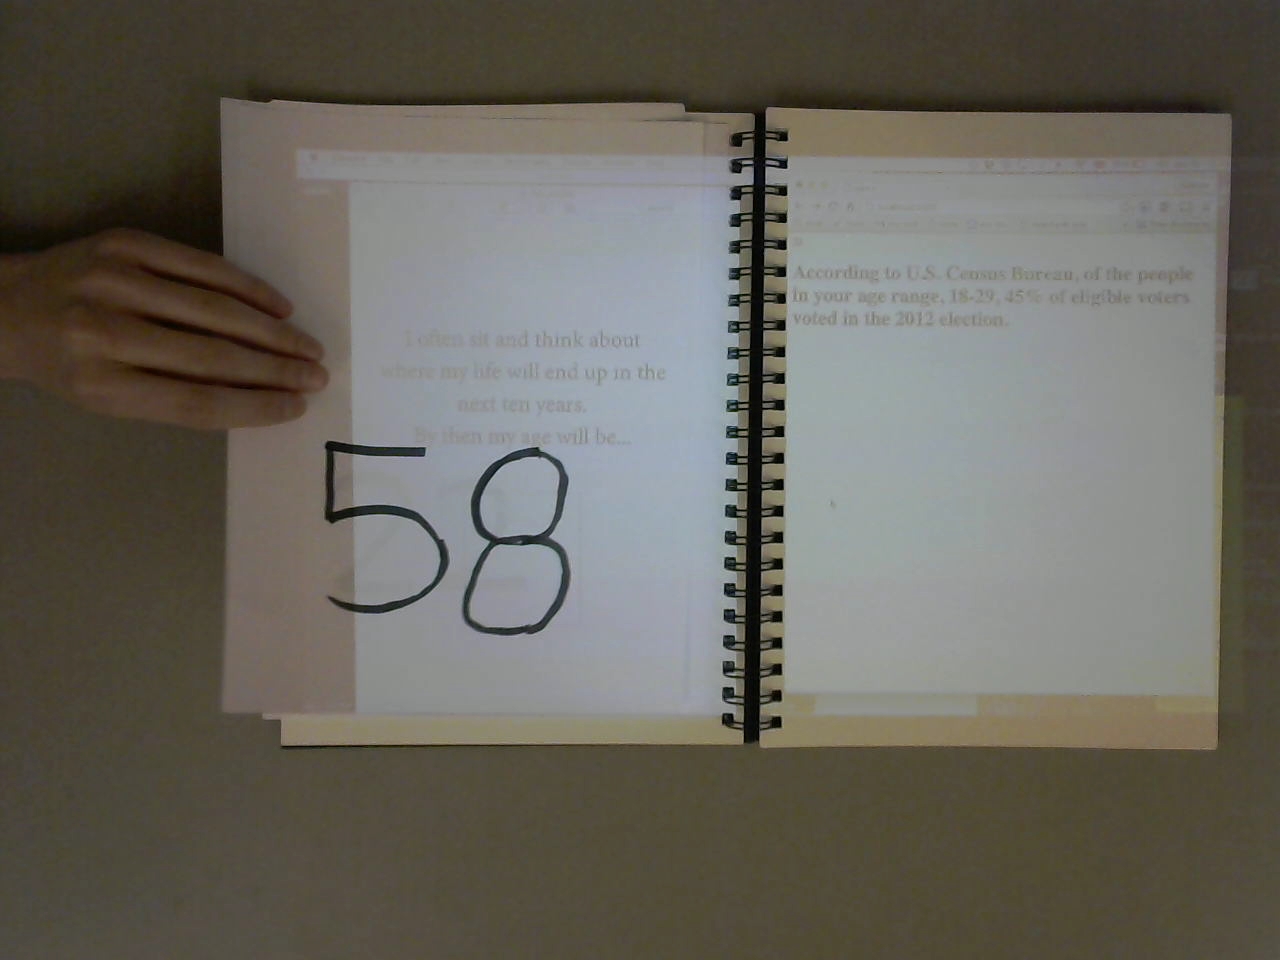 I often sit and think about
where my life will end up in the
next ten years.
By then my age will be...
58
According to U.S. Census Bureau, of the people
in your age range, 18-29, 45% of eligible voters
voted in the 2012 election.